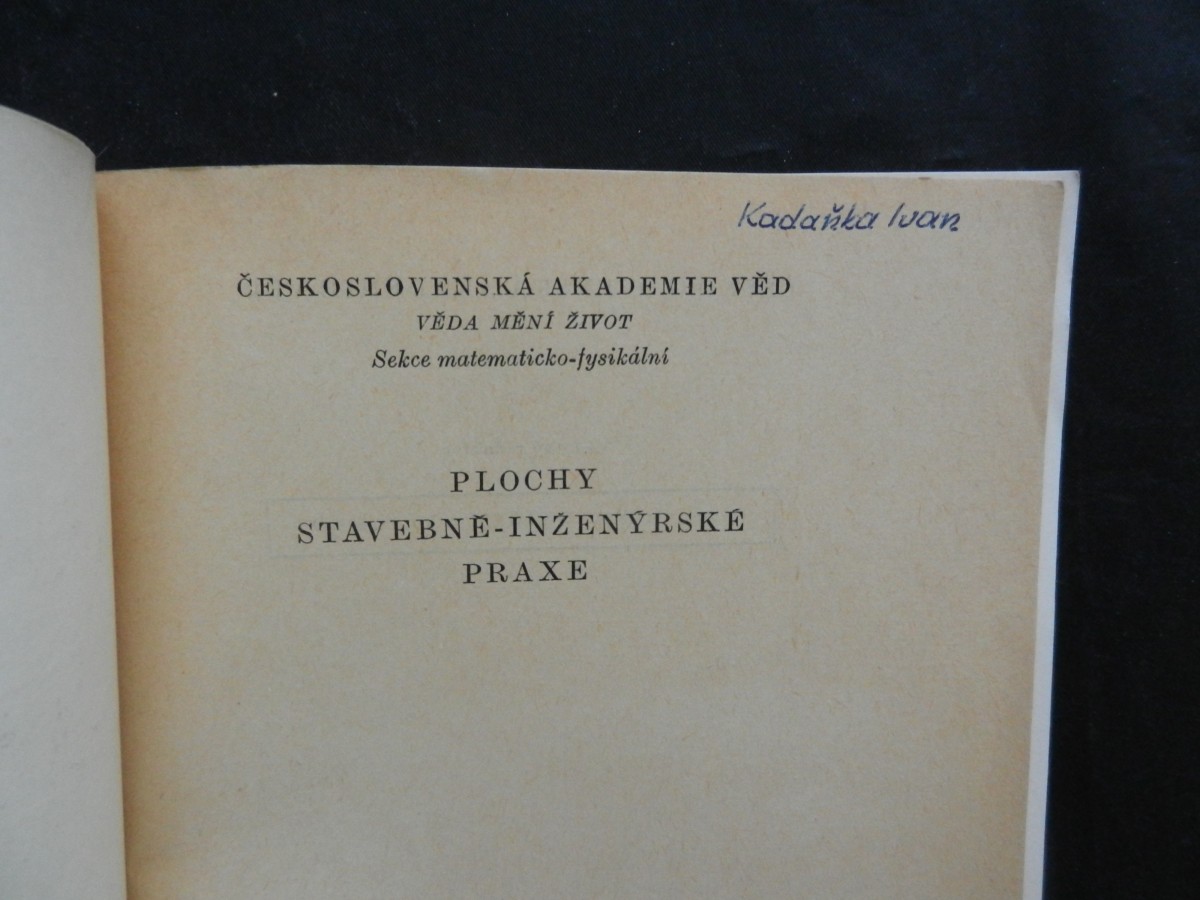 Kadaňka Ivan
ČESKOSLOVENSKÁ AKADEMIE VĚD
VĚDA MĚNÍ ŽIVOT
Sekce matematicko-fysikální
PLOCHY
STAVEBNĚ-INŽENÝRSKÉ
PRAXE